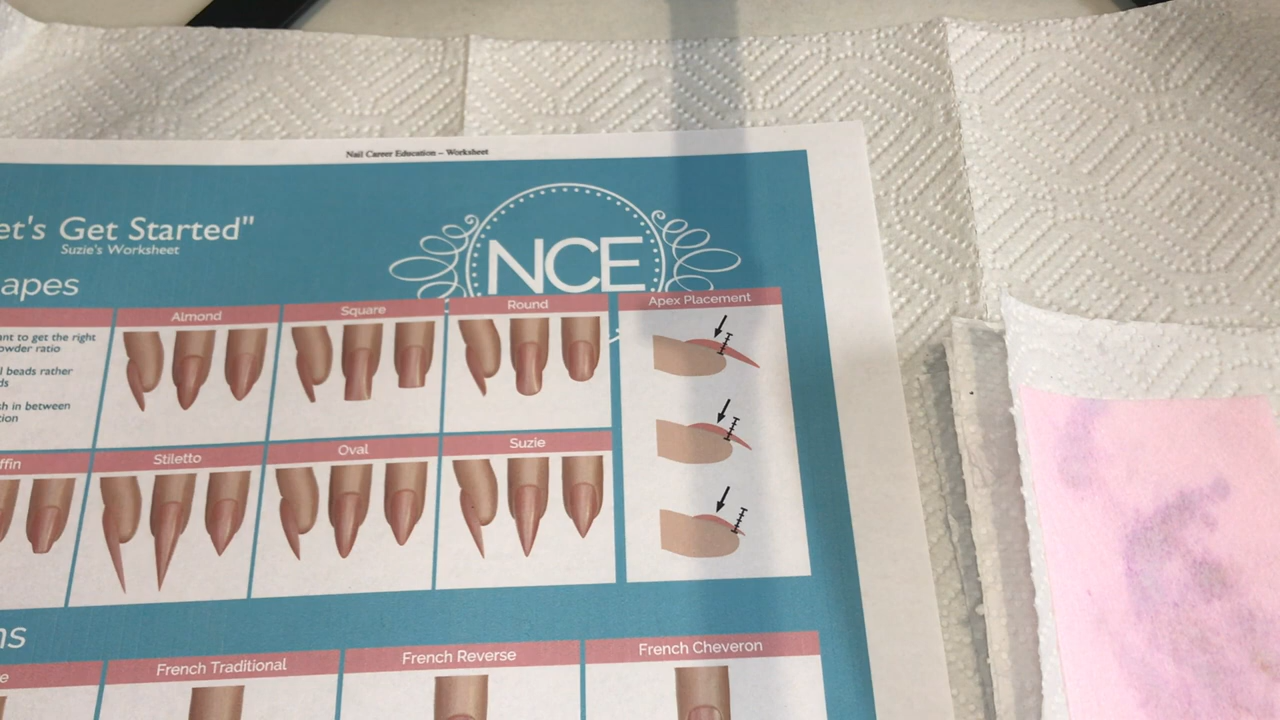 Nail Career Education – Worksheet
et's Get Started"
Suzie's Worksheet
NCE
apes
Almond
Square
Round
Apex Placement
ant to get the right
owder ratio
l beads rather
ds
sh in between
tion
ffin
Stiletto
Oval
Suzie
ns
e
French Traditional
French Reverse
French Cheveron